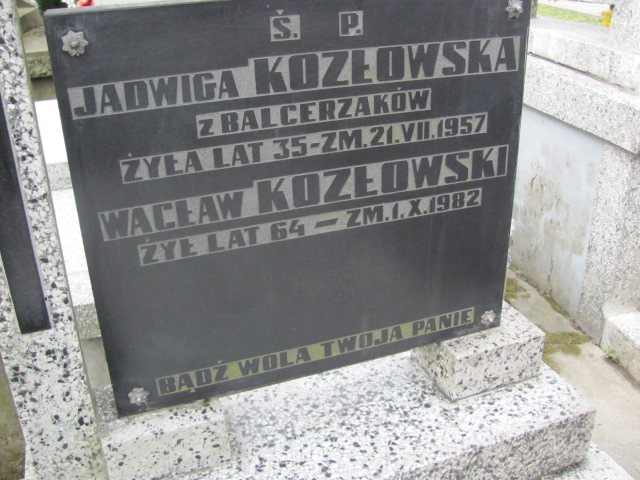 Ś. P.
JADWIGA KOZŁOWSKA
Z BALCERZAKÓW
ŻYŁA LAT 35-ZM. 21.VII.1957
WACŁAW KOZŁOWSKI
ŻYŁ LAT 64 – ZM. I.X.1982
BĄDŹ WOLA TWOJA PANIE